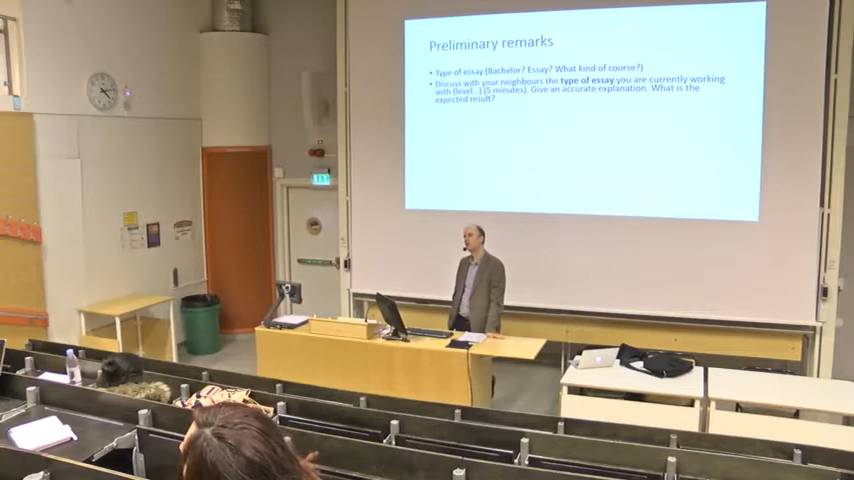 Preliminary remarks
• Type of essay (Bachelor? Essay? What kind of course?)
• Discuss with your neighbours the type of essay you are currently working
with (level...) (5 minutes). Give an accurate explanation. What is the
expected result?